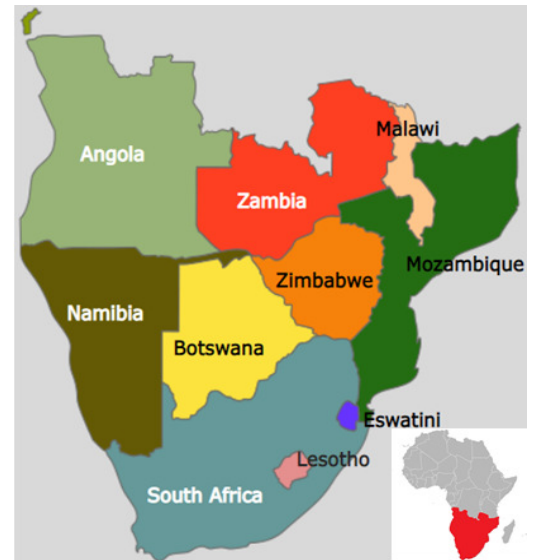 Malawi
Angola
Zambia
Mozambique
Zimbabwe
Namibia
Botswana
Eswatini
Lesotho
South Africa